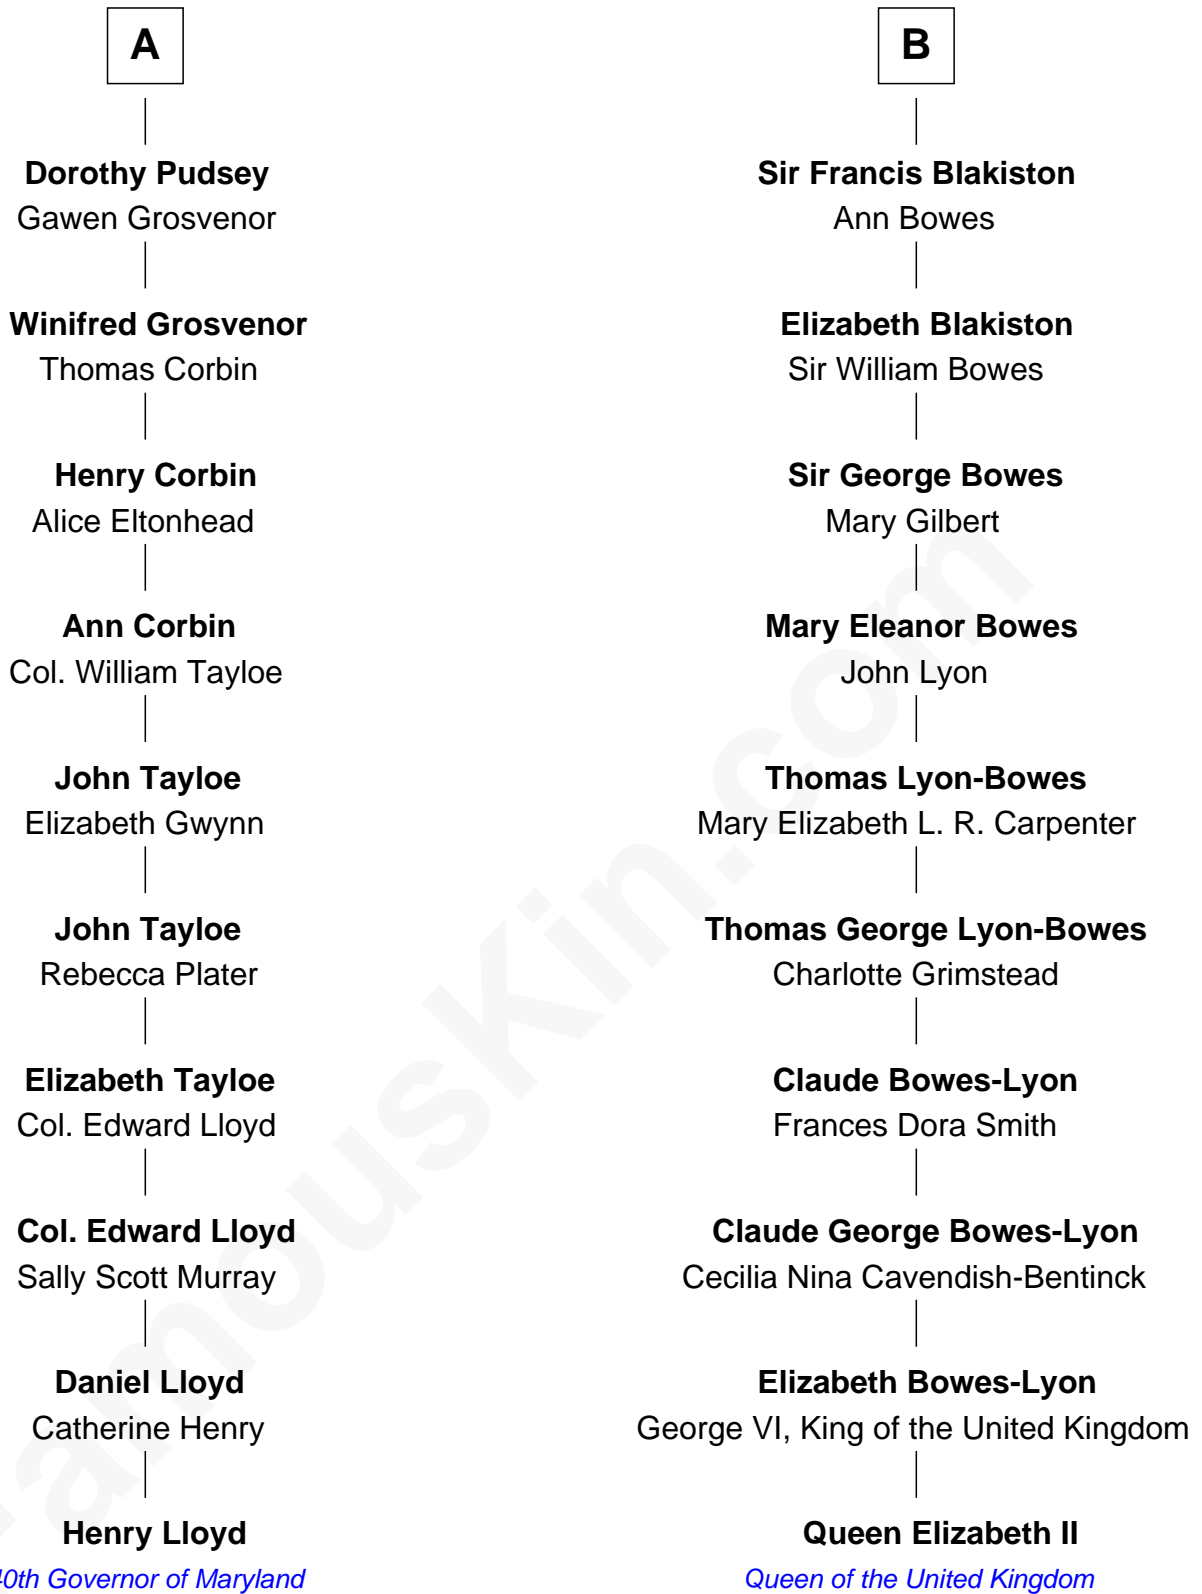 A
Dorothy Pudsey
Gawen Grosvenor
Winifred Grosvenor
Thomas Corbin
Henry Corbin
Alice Eltonhead
Ann Corbin
Col. William Tayloe
John Tayloe
Elizabeth Gwynn
John Tayloe
Rebecca Plater
Elizabeth Tayloe
Col. Edward Lloyd
Col. Edward Lloyd
Sally Scott Murray
Daniel Lloyd
Catherine Henry
Henry Lloyd
40th Governor of Maryland
B
Sir Francis Blakiston
Ann Bowes
Elizabeth Blakiston
Sir William Bowes
Sir George Bowes
Mary Gilbert
Mary Eleanor Bowes
John Lyon
Thomas Lyon-Bowes
Mary Elizabeth L. R. Carpenter
Thomas George Lyon-Bowes
Charlotte Grimstead
Claude Bowes-Lyon
Frances Dora Smith
Claude George Bowes-Lyon
Cecilia Nina Cavendish-Bentinck
Elizabeth Bowes-Lyon
George VI, King of the United Kingdom
Queen Elizabeth II
Queen of the United Kingdom
amousKin.com